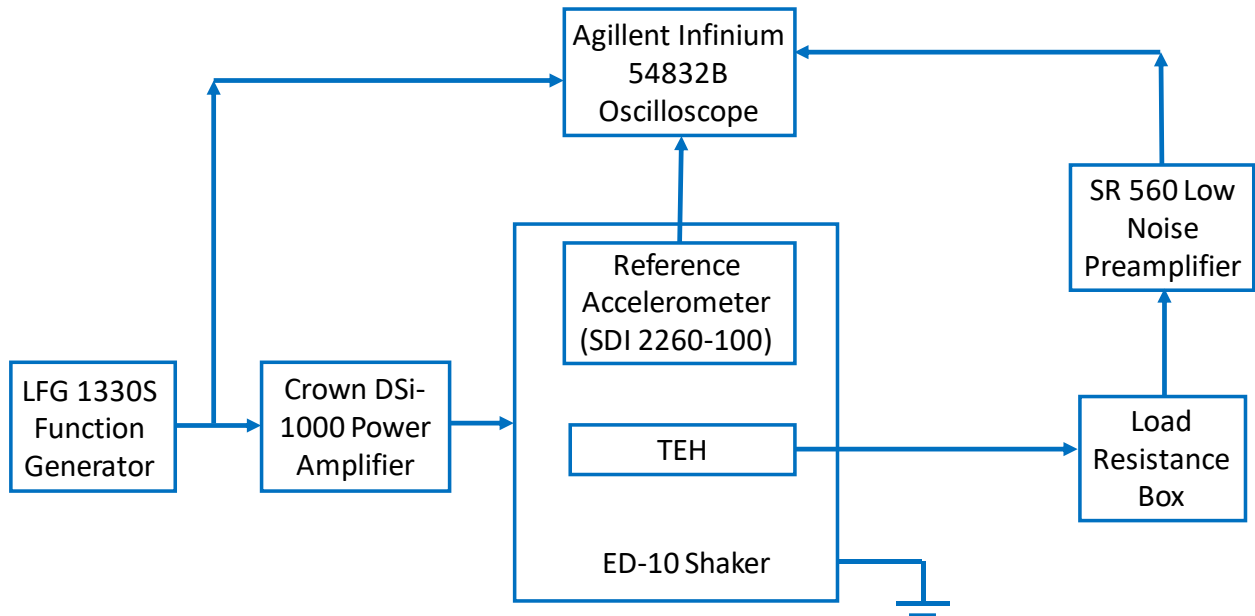 Agillent Infinium
54832B
Oscilloscope
SR 560 Low
Noise
Preamplifier
Reference
Accelerometer
(SDI 2260-100)
LFG 1330S
Function
Generator
Crown DSi-
1000 Power
Amplifier
TEH
Load
Resistance
Box
ED-10 Shaker